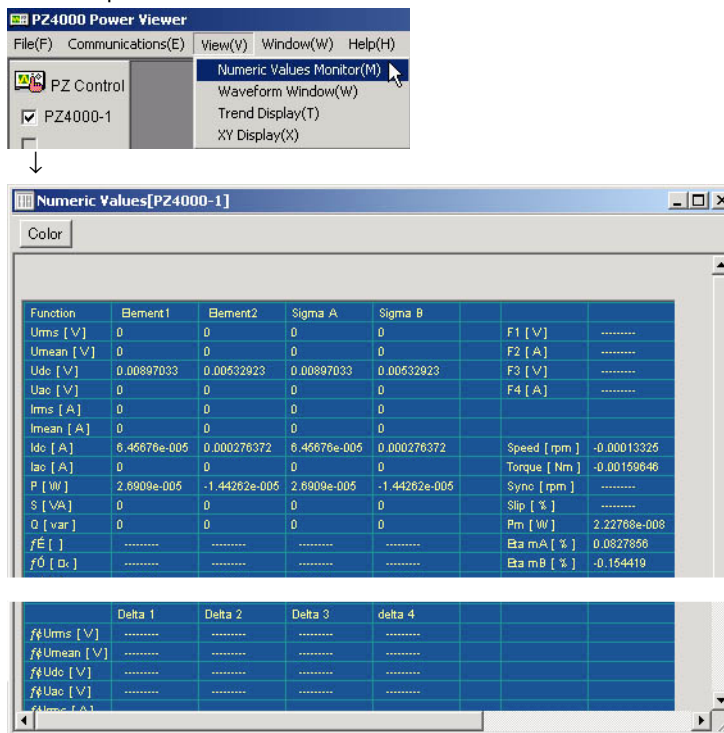 PZ4000 Power Viewer
File(F) Communications(E) View(V) Window(W) Help(H)
PZ Control
PZ4000-1
Numeric Values Monitor(M)
Waveform Window(W)
Trend Display(T)
XY Display(X)
↓
Numeric Values[PZ4000-1]
Color
Function Element1 Element2 Sigma A Sigma B
Urms [ V ] 0 0 0 0 F1 [ V ] ---------
Umean [ V ] 0 0 0 0 F2 [ A ] ---------
Udc [ V ] 0.00897033 0.00532923 0.00897033 0.00532923 F3 [ V ] ---------
Uac [ V ] 0 0 0 0 F4 [ A ] ---------
Irms [ A ] 0 0 0 0
Imean [ A ] 0 0 0 0
Idc [ A ] 6.45676e-005 0.000276372 6.45676e-005 0.000276372 Speed [ rpm ] -0.00013325
Iac [ A ] 0 0 0 0 Torque [ Nm ] -0.00159646
P [ W ] 2.6909e-005 -1.44262e-005 2.6909e-005 -1.44262e-005 Sync [ rpm ] ---------
S [ VA ] 0 0 0 0 Slip [ % ] ---------
Q [ var ] 0 0 0 0 Pm [ W ] 2.22768e-008
fÉ [ ] --------- --------- --------- --------- Eta mA [ % ] 0.0827856
fÓ [ ] --------- --------- --------- --------- Eta mB [ % ] -0.154419
Delta 1 Delta 2 Delta 3 delta 4
f¢Urms [ V ] --------- --------- --------- ---------
f¢Umean [ V ] --------- --------- --------- ---------
f¢Udc [ V ] --------- --------- --------- ---------
f¢Uac [ V ] --------- --------- --------- ---------